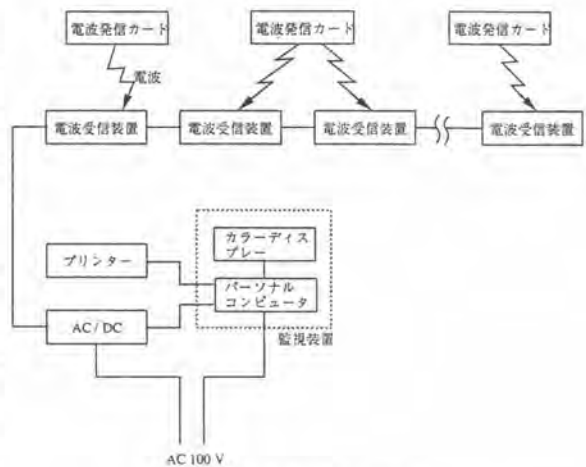 電波発信カード
電波発信カード
電波発信カード
電波
電波受信装置
電波受信装置
電波受信装置
電波受信装置
カラーディス
プレー
プリンター
パーソナル
コンピュータ
AC/DC
監視装置
AC 100 V